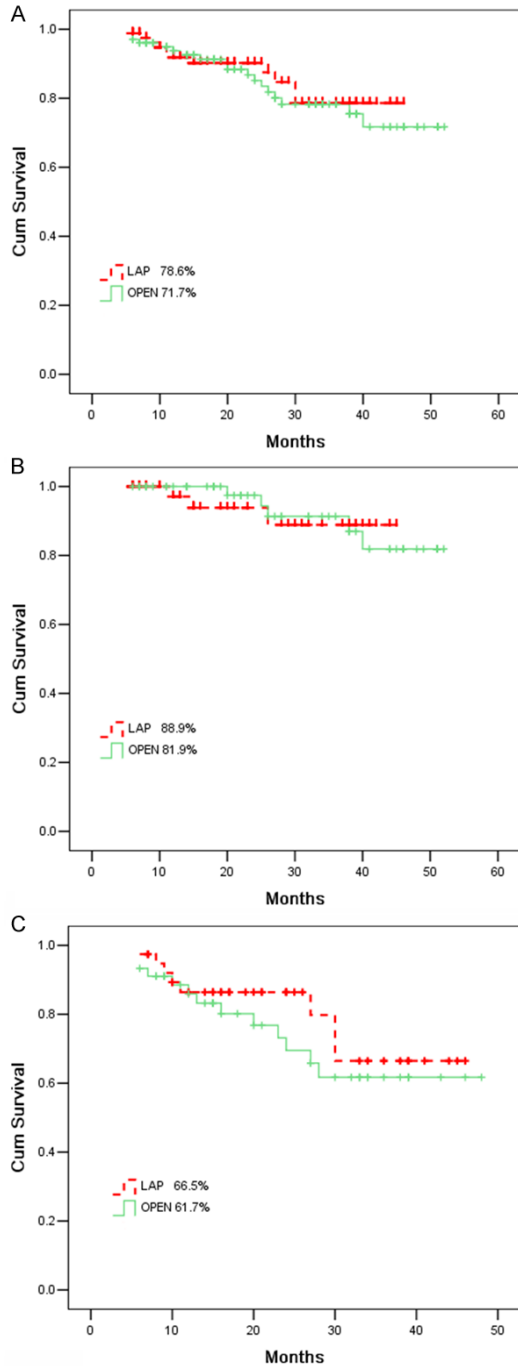 A
1.0
0.8
0.6
0.4
0.2
0.0
Cum Survival
LAP 78.6%
OPEN 71.7%
0 10 20 30 40 50 60
Months
B
1.0
0.8
0.6
0.4
0.2
0.0
Cum Survival
LAP 88.9%
OPEN 81.9%
0 10 20 30 40 50 60
Months
C
1.0
0.8
0.6
0.4
0.2
0.0
Cum Survival
LAP 66.5%
OPEN 61.7%
0 10 20 30 40 50
Months